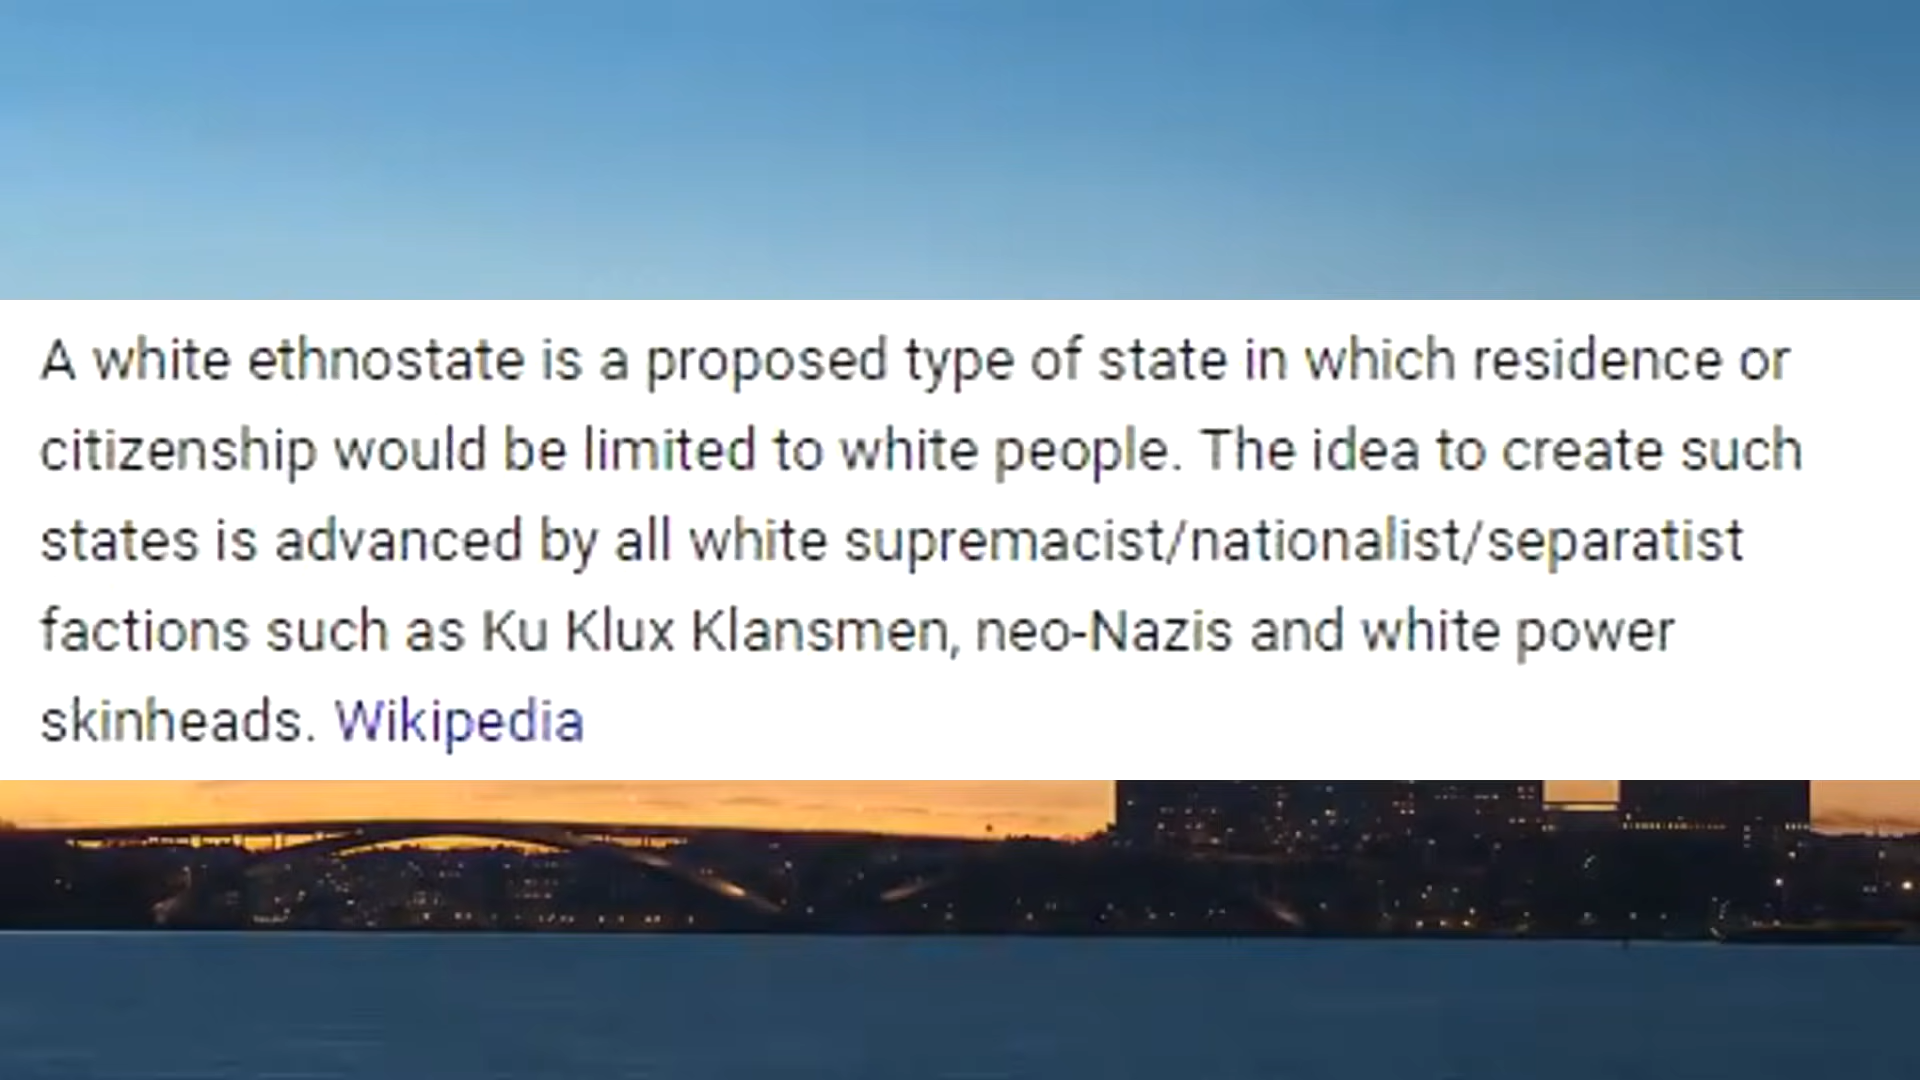 A white ethnostate is a proposed type of state in which residence or
citizenship would be limited to white people. The idea to create such
states is advanced by all white supremacist/nationalist/separatist
factions such as Ku Klux Klansmen, neo-Nazis and white power
skinheads. Wikipedia